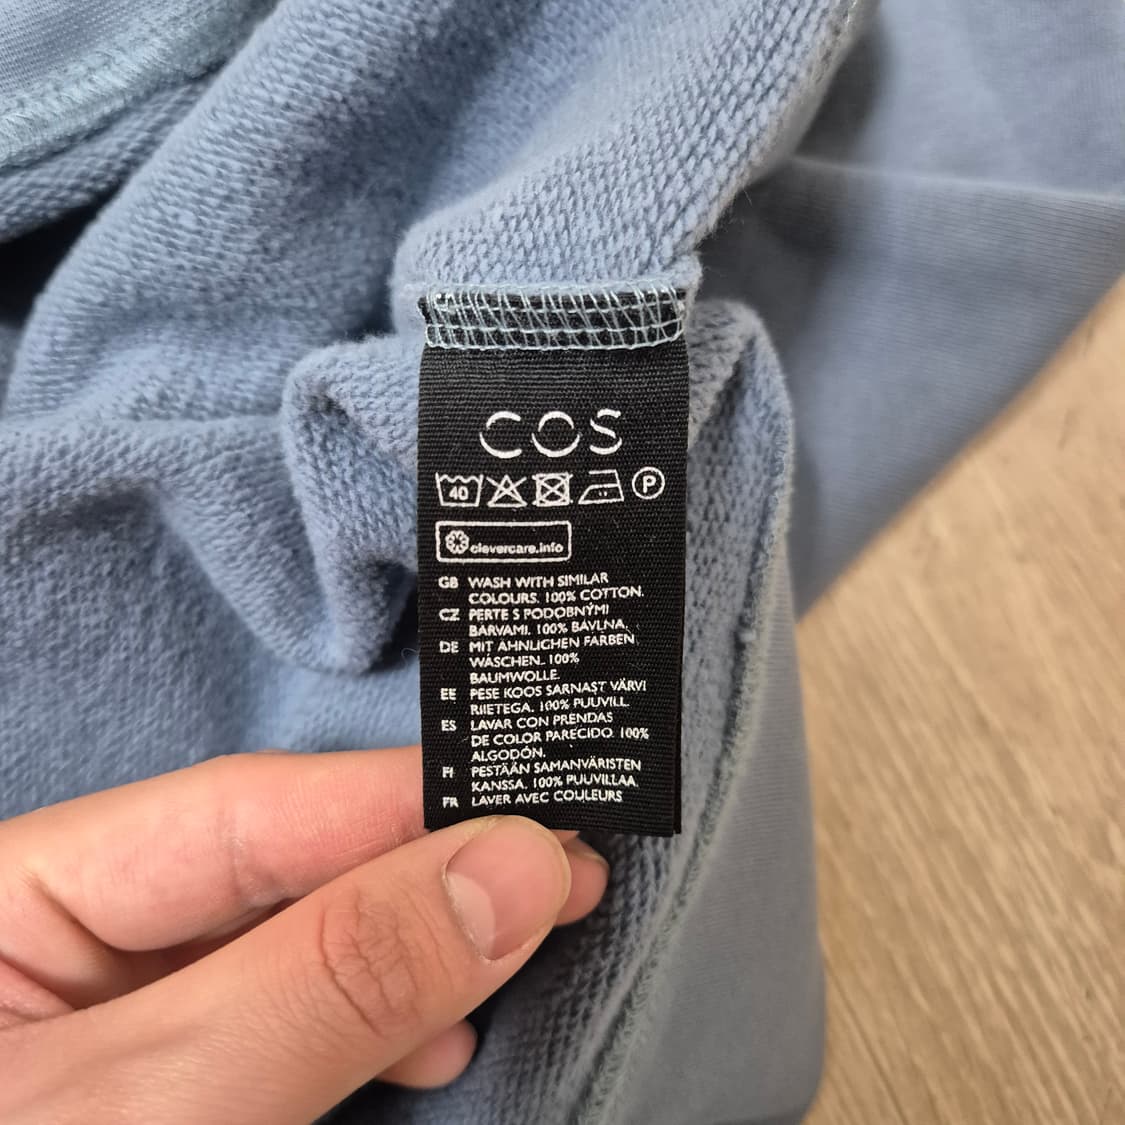 COS
40 P
clevercare.info
GB WASH WITH SIMILAR
COLOURS. 100% COTTON.
CZ PERTE S PODOBNÝMI
BARVAMI. 100% BAVLNA.
DE MIT ÄHNLICHEN FARBEN
WASCHEN. 100%
BAUMWOLLE.
EE PESE KOOS SARNAST VÄRVI
RIIETEGA. 100% PUUVILL.
ES LAVAR CON PRENDAS
DE COLOR PARECIDO. 100%
ALGODÓN.
FI PESTÄÄN SAMANVÄRISTEN
KANSSA. 100% PUUVILLAA.
FR LAVER AVEC COULEURS